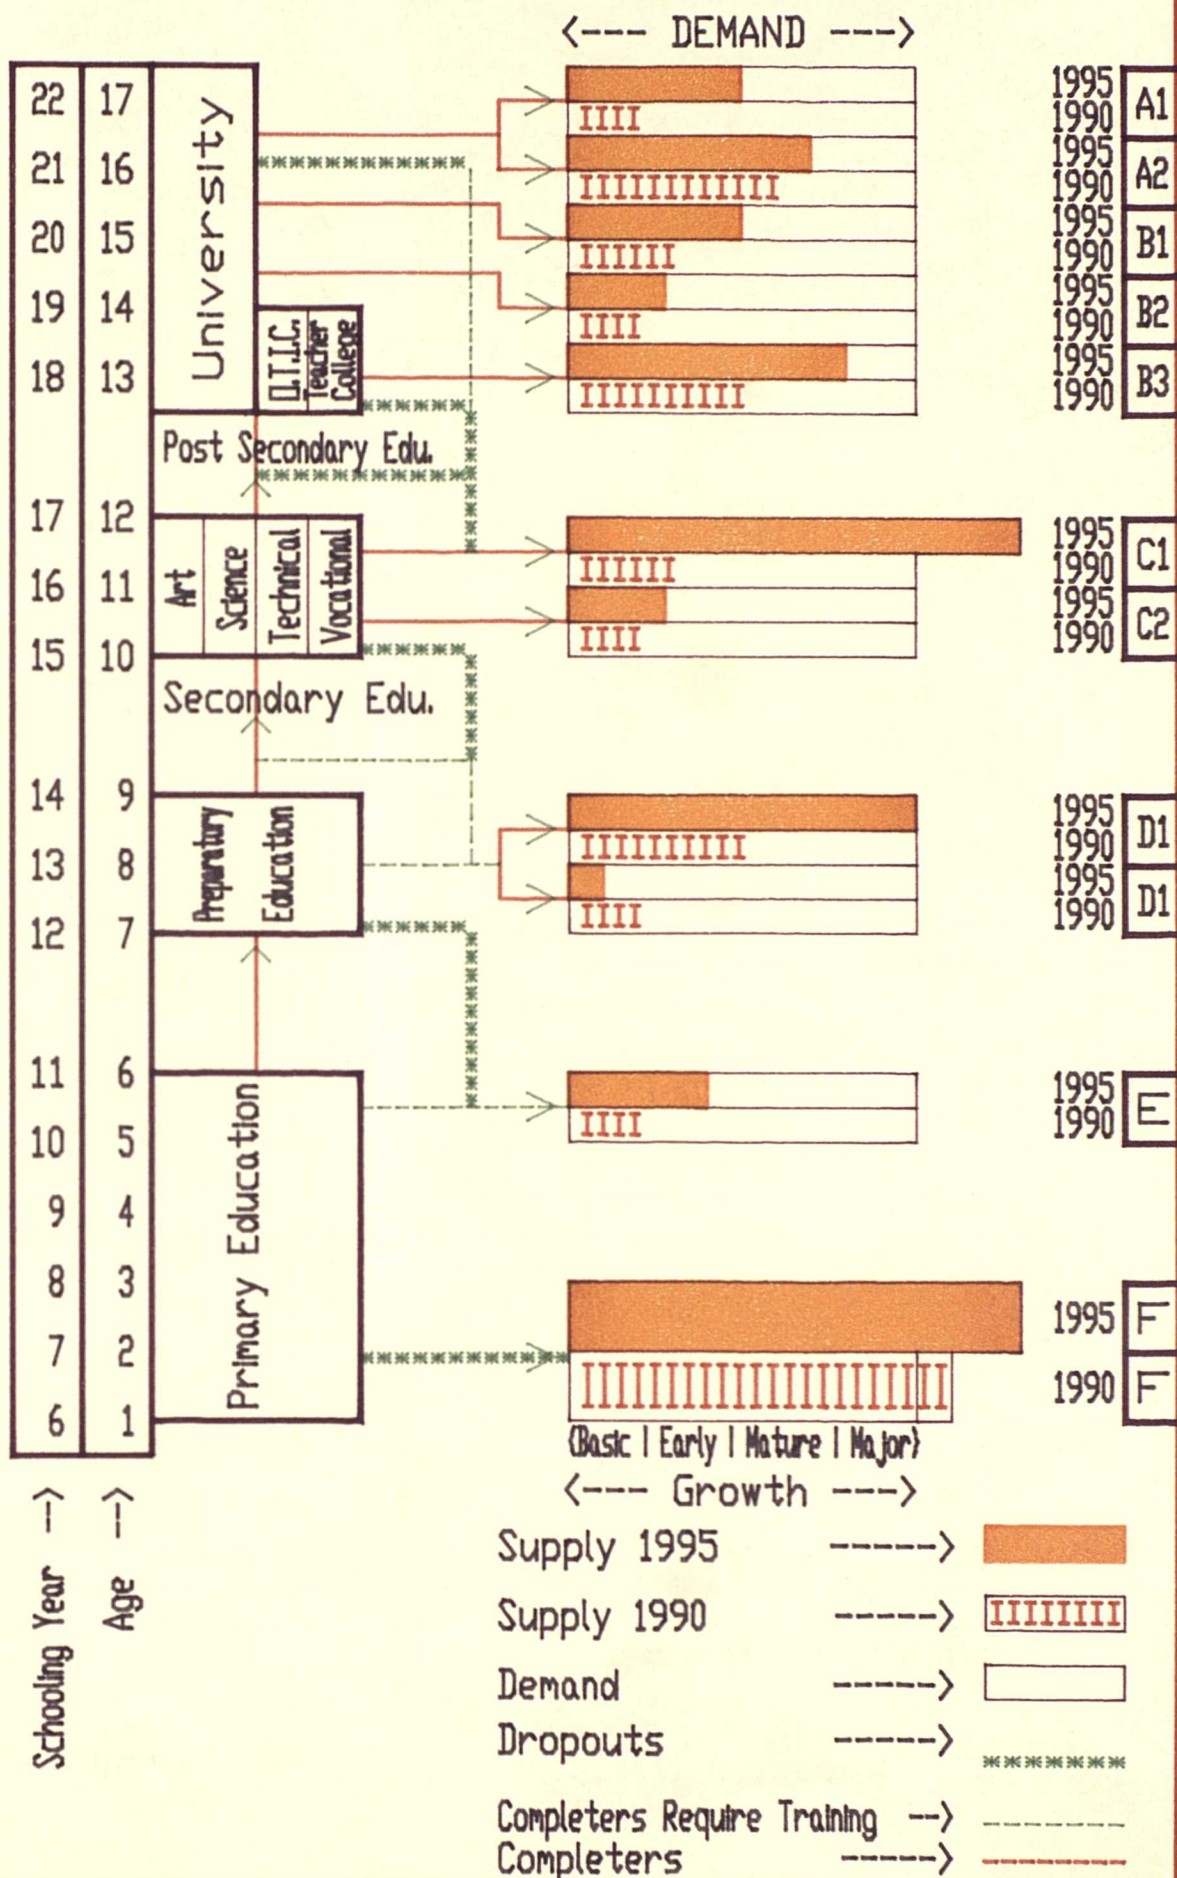 <--- DEMAND --->
22 17 1995 A1
1990
IIII
21 16 1995 A2
1990
IIIIIIIIIIII
20 15 1995 B1
1990
IIIIII
19 14 1995 B2
1990
IIII
18 13 1995 B3
1990
IIIIIIIIII
University
O.T.I.C.
Teacher
College
Post Secondary Edu.
17 12 1995 C1
1990
IIIIII
16 11 1995 C2
1990
IIII
15 10
Art
Science
Technical
Vocational
Secondary Edu.
14 9 1995 D1
1990
IIIIIIIIII
13 8 1995 D1
1990
IIII
12 7
Preparatory
Education
11 6 1995 E
1990
IIII
10 5
9 4
8 3 1995 F
7 2
1990 F
6 1
Primary Education
{Basic | Early | Mature | Major}
<--- Growth --->
Schooling Year -->
Age -->
Supply 1995 ----->
Supply 1990 -----> IIIIIIII
Demand ----->
Dropouts -----> ********
Completers Require Training -->
Completers ----->